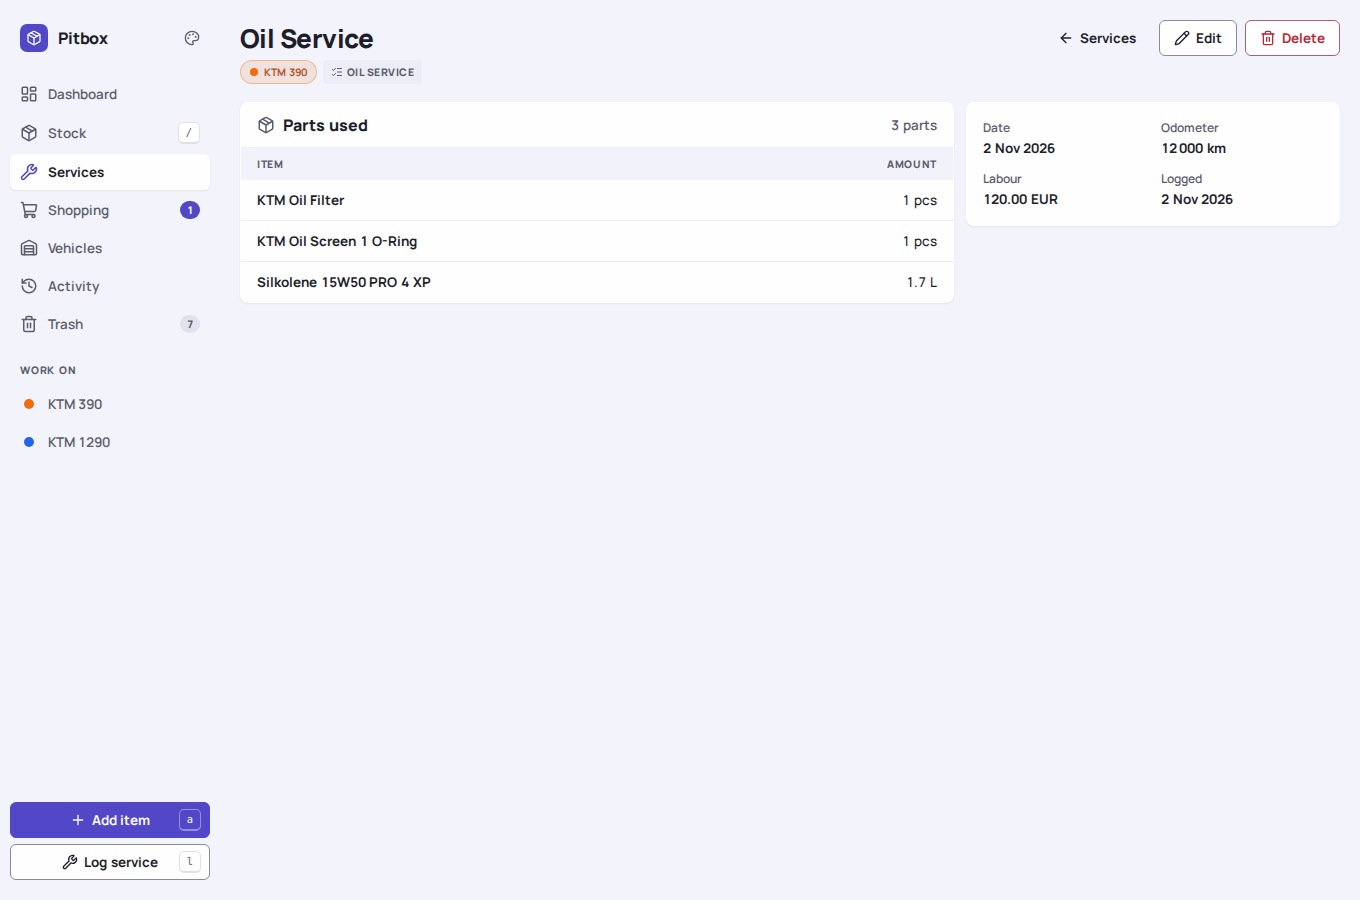 Pitbox
Dashboard
Stock /
Services
Shopping 1
Vehicles
Activity
Trash 7
WORK ON
KTM 390
KTM 1290
Add item a
Log service l
Oil Service
KTM 390 OIL SERVICE
Services Edit Delete
Parts used 3 parts
ITEM AMOUNT
KTM Oil Filter 1 pcs
KTM Oil Screen 1 O-Ring 1 pcs
Silkolene 15W50 PRO 4 XP 1.7 L
Date Odometer
2 Nov 2026 12 000 km
Labour Logged
120.00 EUR 2 Nov 2026